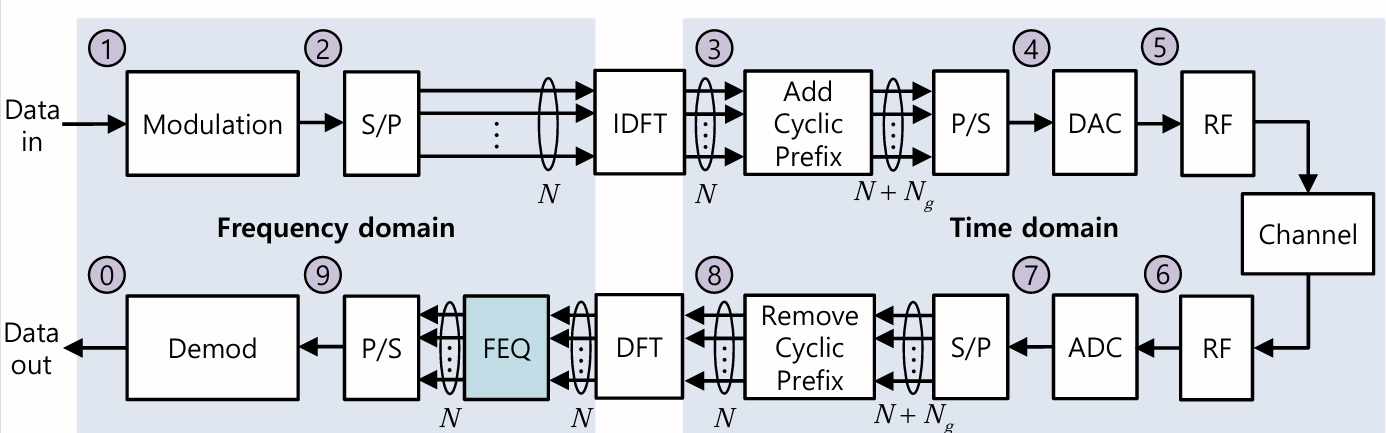 1
2
3
4
5
Data
in
Modulation
S/P
N
IDFT
N
Add
Cyclic
Prefix
N + N_g
P/S
DAC
RF
Frequency domain
Time domain
Channel
0
9
8
7
6
Data
out
Demod
P/S
N
FEQ
N
DFT
N
Remove
Cyclic
Prefix
N + N_g
S/P
ADC
RF